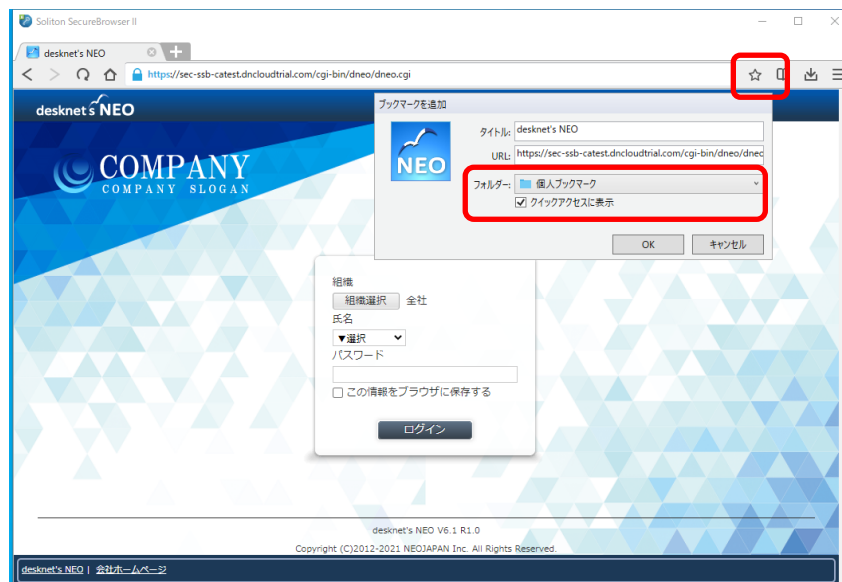 Soliton SecureBrowser II
desknet's NEO
https://sec-ssb-catest.dncloudtrial.com/cgi-bin/dneo/dneo.cgi
desknet's NEO
COMPANY
COMPANY SLOGAN
ブックマークを追加
NEO
タイトル: desknet's NEO
URL: https://sec-ssb-catest.dncloudtrial.com/cgi-bin/dneo/dnec
フォルダー: 個人ブックマーク
クイックアクセスに表示
OK キャンセル
組織
組織選択 全社
氏名
▼選択
パスワード
この情報をブラウザに保存する
ログイン
desknet's NEO V6.1 R1.0
Copyright (C)2012-2021 NEOJAPAN Inc. All Rights Reserved.
desknet's NEO | 会社ホームページ